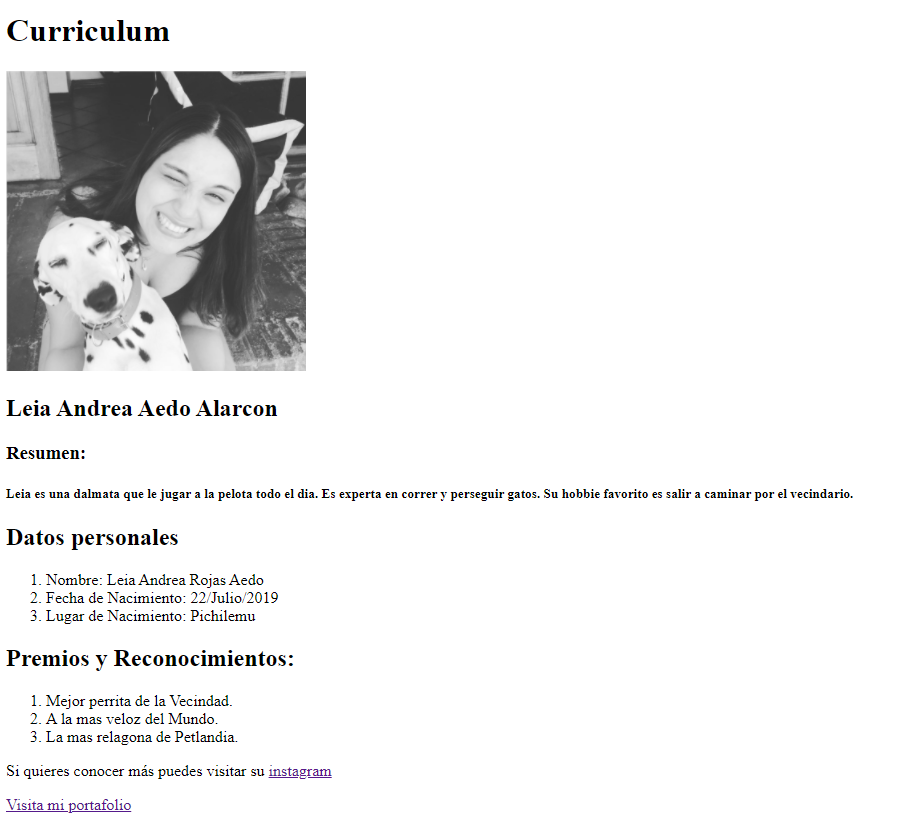 Curriculum
Leia Andrea Aedo Alarcon
Resumen:
Leia es una dalmata que le jugar a la pelota todo el dia. Es experta en correr y perseguir gatos. Su hobbie favorito es salir a caminar por el vecindario.
Datos personales
1. Nombre: Leia Andrea Rojas Aedo
2. Fecha de Nacimiento: 22/Julio/2019
3. Lugar de Nacimiento: Pichilemu
Premios y Reconocimientos:
1. Mejor perrita de la Vecindad.
2. A la mas veloz del Mundo.
3. La mas relagona de Petlandia.
Si quieres conocer más puedes visitar su instagram
Visita mi portafolio